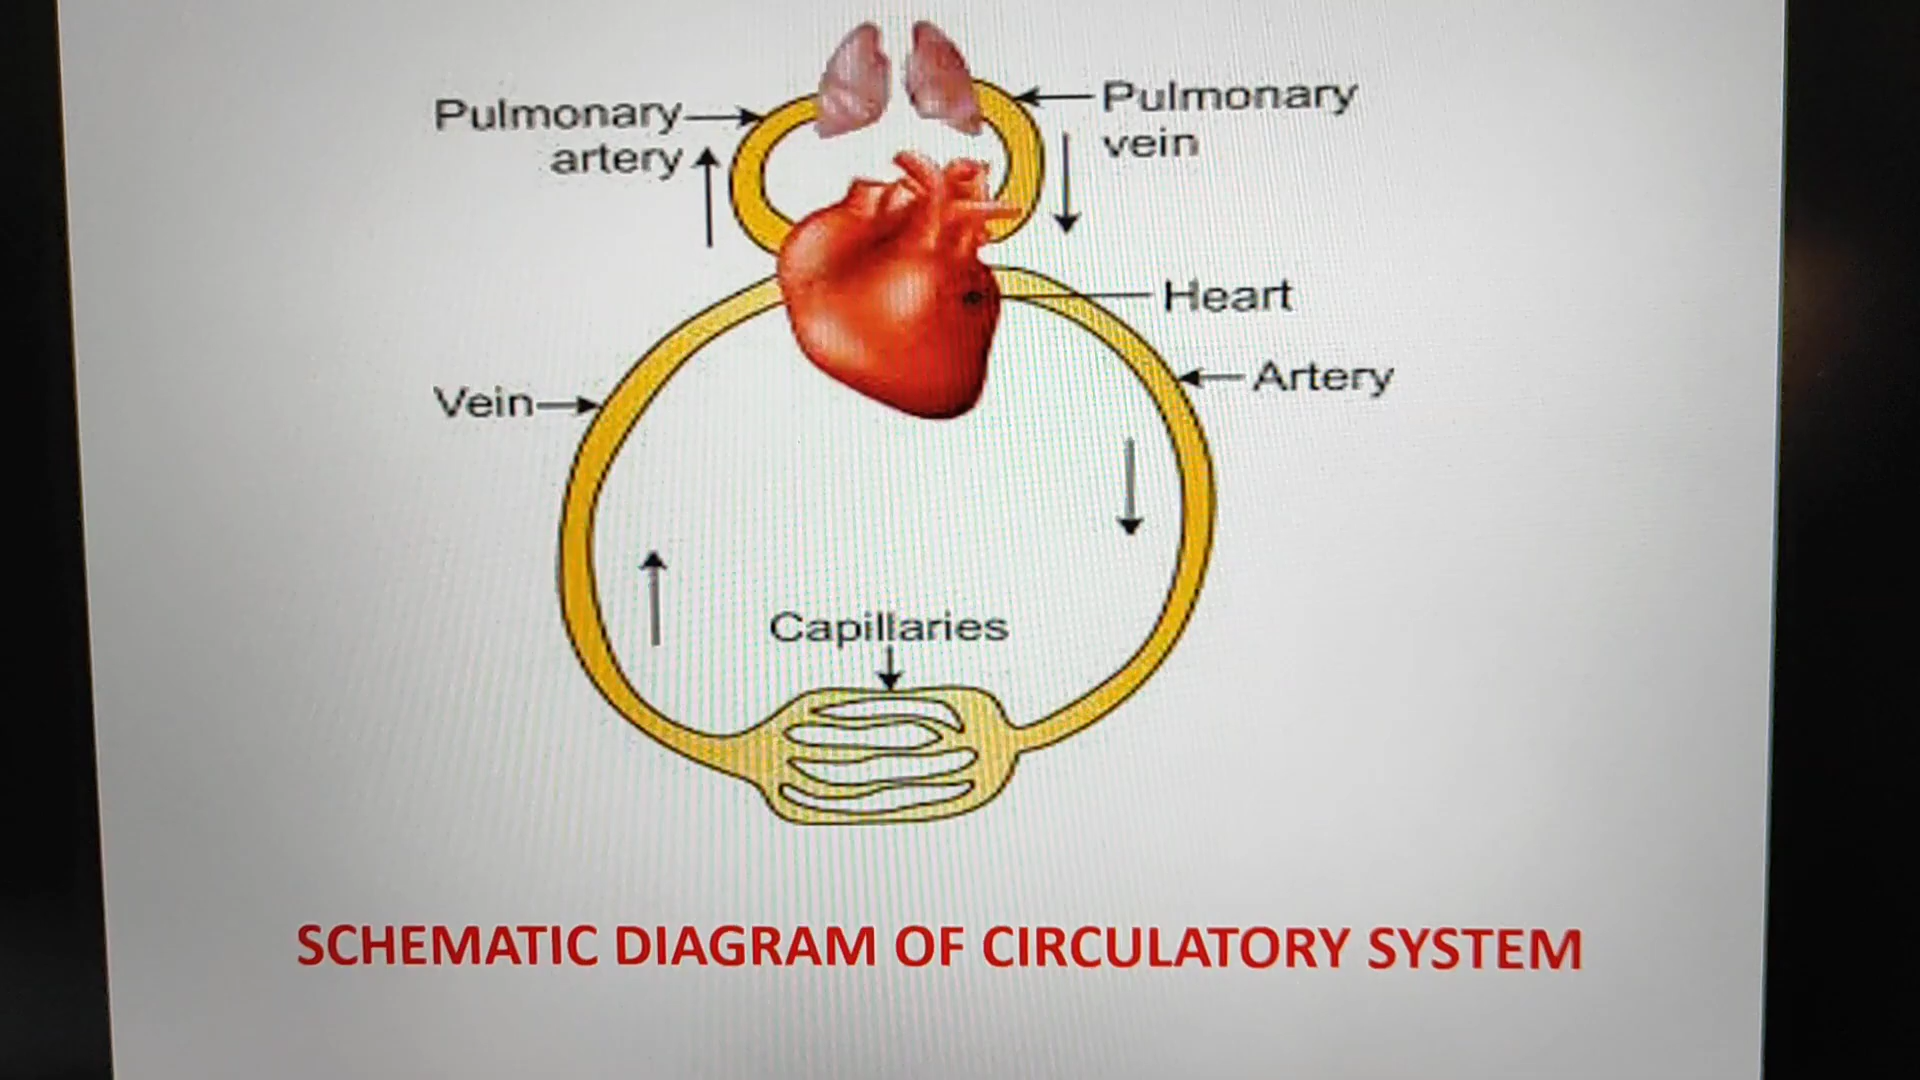 Pulmonary
artery
Pulmonary
vein
Heart
Artery
Vein
Capillaries
SCHEMATIC DIAGRAM OF CIRCULATORY SYSTEM